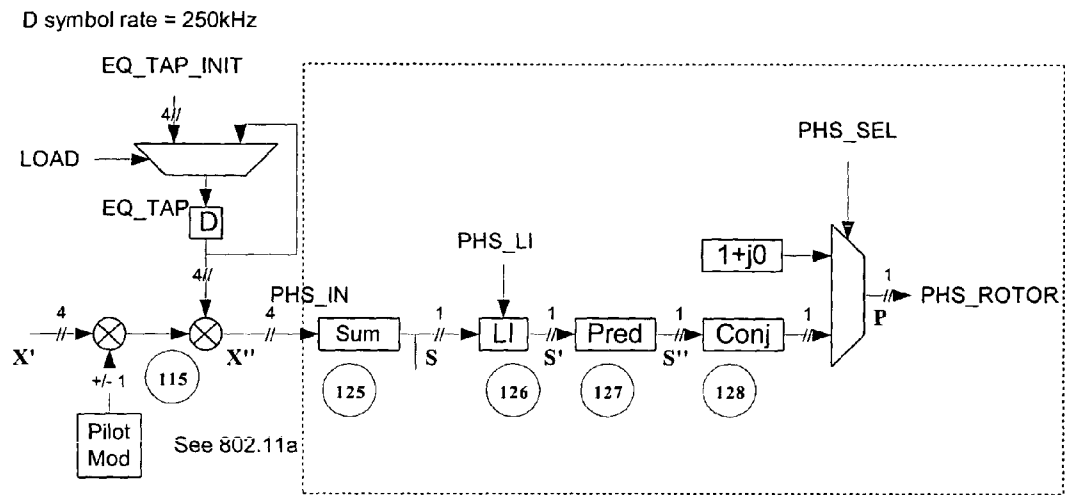 D symbol rate = 250kHz
EQ_TAP_INIT
4//
PHS_SEL
LOAD
EQ_TAP
D
PHS_LI
1+j0
4//
PHS_IN
1
PHS_ROTOR
P
4
4
Sum
1
LI
1
Pred
1
Conj
1
X'
X''
S
S'
S''
+/- 1
115
125
126
127
128
Pilot
Mod
See 802.11a